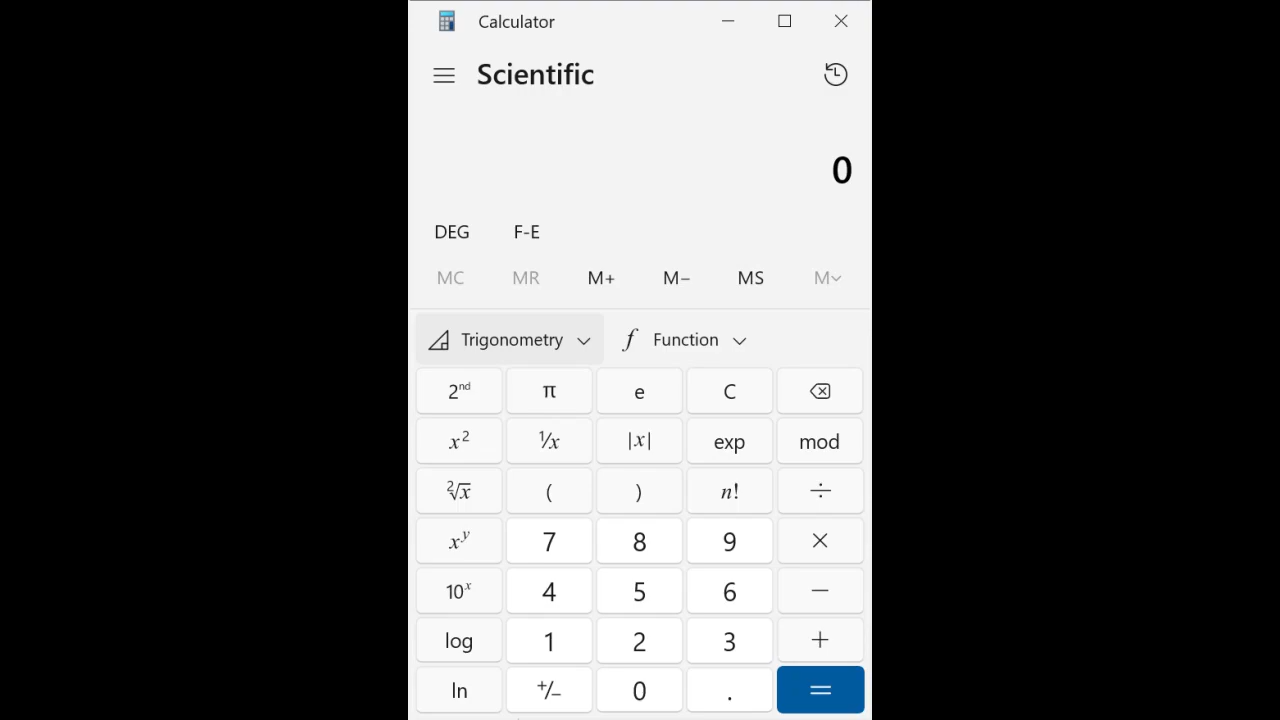 Calculator
Scientific
0
DEG F-E
MC MR M+ M− MS M
Trigonometry f Function
2ⁿᵈ π e C
x² ¹⁄x |x| exp mod
²√x ( ) n! ÷
xʸ 7 8 9 ×
10ˣ 4 5 6 −
log 1 2 3 +
ln +/− 0 . =